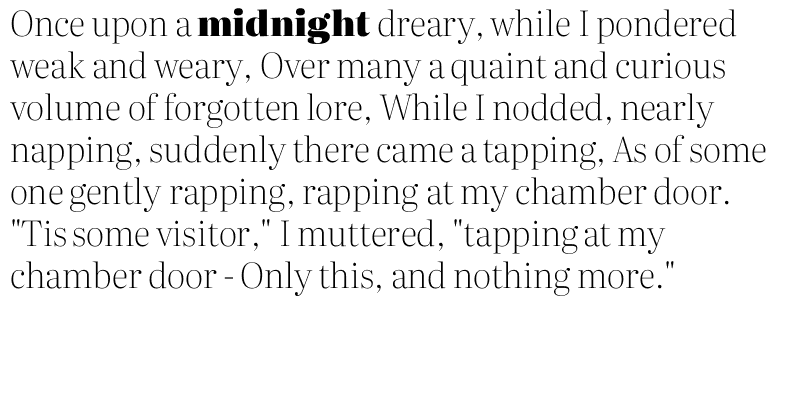 Once upon a midnight dreary, while I pondered
weak and weary, Over many a quaint and curious
volume of forgotten lore, While I nodded, nearly
napping, suddenly there came a tapping, As of some
one gently rapping, rapping at my chamber door.
"Tis some visitor," I muttered, "tapping at my
chamber door - Only this, and nothing more."